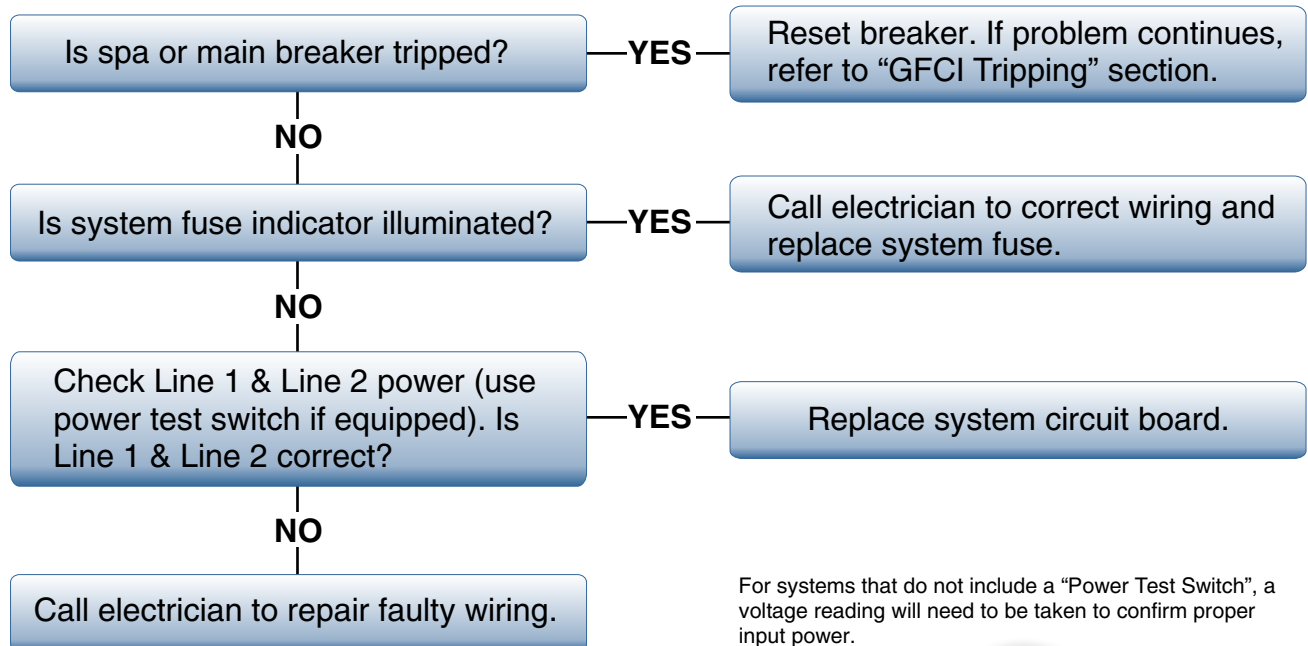 Is spa or main breaker tripped?
YES
Reset breaker. If problem continues,
refer to “GFCI Tripping” section.
NO
Is system fuse indicator illuminated?
YES
Call electrician to correct wiring and
replace system fuse.
NO
Check Line 1 & Line 2 power (use
power test switch if equipped). Is
Line 1 & Line 2 correct?
YES
Replace system circuit board.
NO
Call electrician to repair faulty wiring.
For systems that do not include a “Power Test Switch”, a
voltage reading will need to be taken to confirm proper
input power.